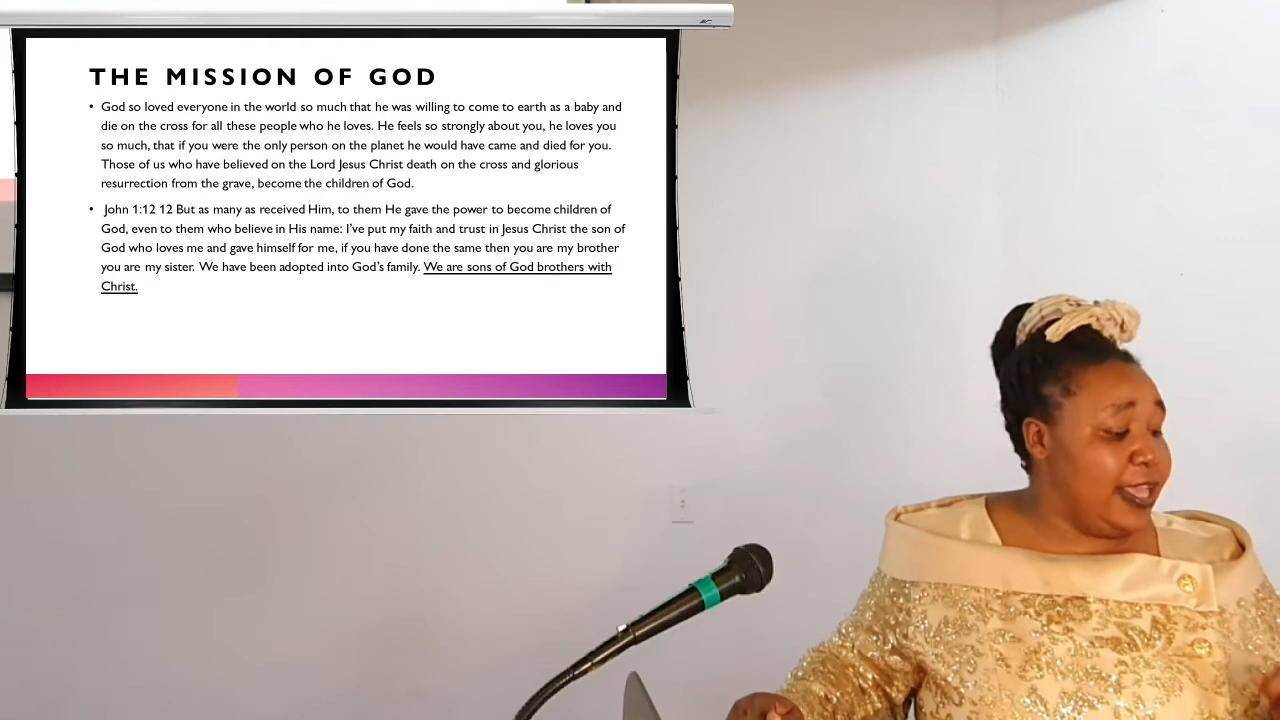 THE MISSION OF GOD
• God so loved everyone in the world so much that he was willing to come to earth as a baby and
die on the cross for all these people who he loves. He feels so strongly about you, he loves you
so much, that if you were the only person on the planet he would have came and died for you.
Those of us who have believed on the Lord Jesus Christ death on the cross and glorious
resurrection from the grave, become the children of God.
• John 1:12 12 But as many as received Him, to them He gave the power to become children of
God, even to them who believe in His name: I've put my faith and trust in Jesus Christ the son of
God who loves me and gave himself for me, if you have done the same then you are my brother
you are my sister. We have been adopted into God's family. We are sons of God brothers with
Christ.